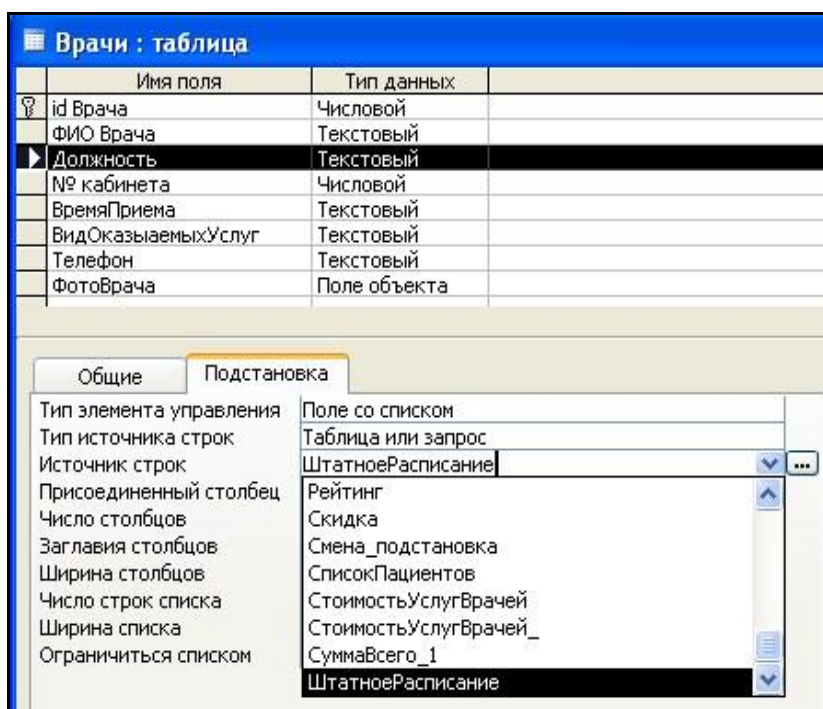 Врачи : таблица
Имя поля Тип данных
id Врача Числовой
ФИО Врача Текстовый
Должность Текстовый
№ кабинета Числовой
ВремяПриема Текстовый
ВидОказыаемыхУслуг Текстовый
Телефон Текстовый
ФотоВрача Поле объекта
Общие Подстановка
Тип элемента управления Поле со списком
Тип источника строк Таблица или запрос
Источник строк ШтатноеРасписание ...
Присоединенный столбец Рейтинг
Число столбцов Скидка
Заглавия столбцов Смена_подстановка
Ширина столбцов СписокПациентов
Число строк списка СтоимостьУслугВрачей
Ширина списка СтоимостьУслугВрачей_
Ограничиться списком СуммаВсего_1
ШтатноеРасписание